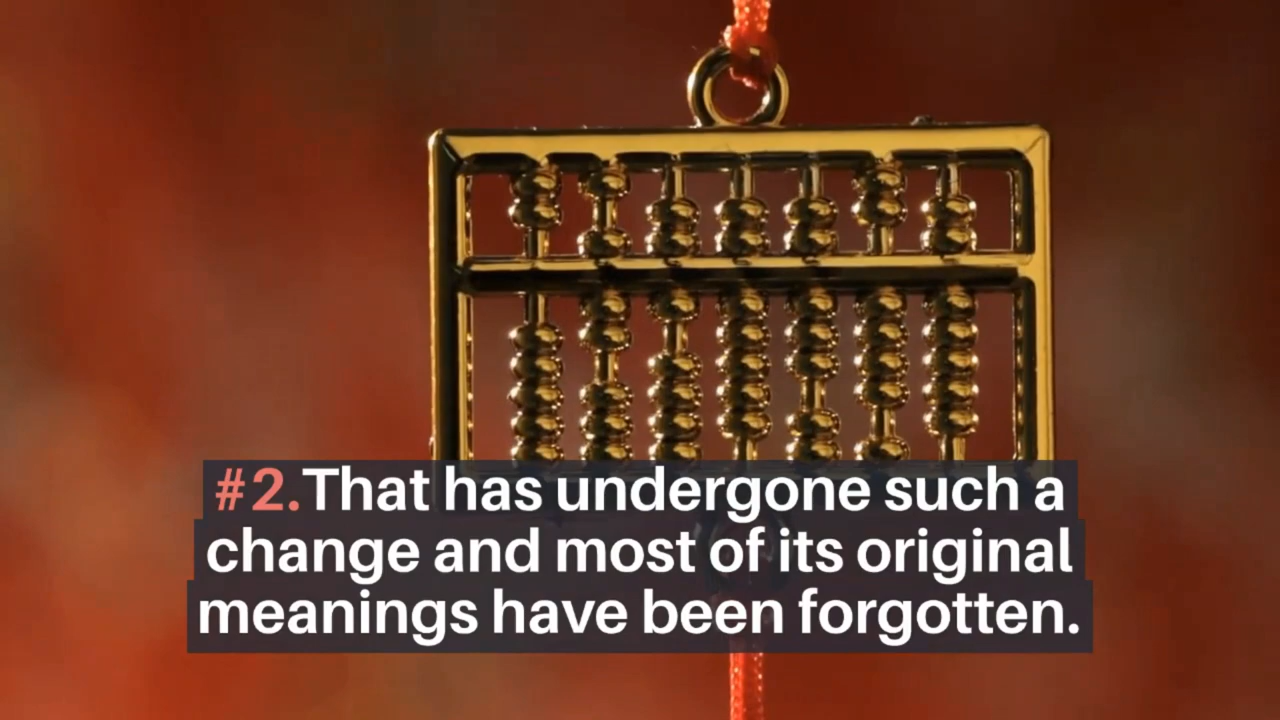 #2.That has undergone such a
change and most of its original
meanings have been forgotten.